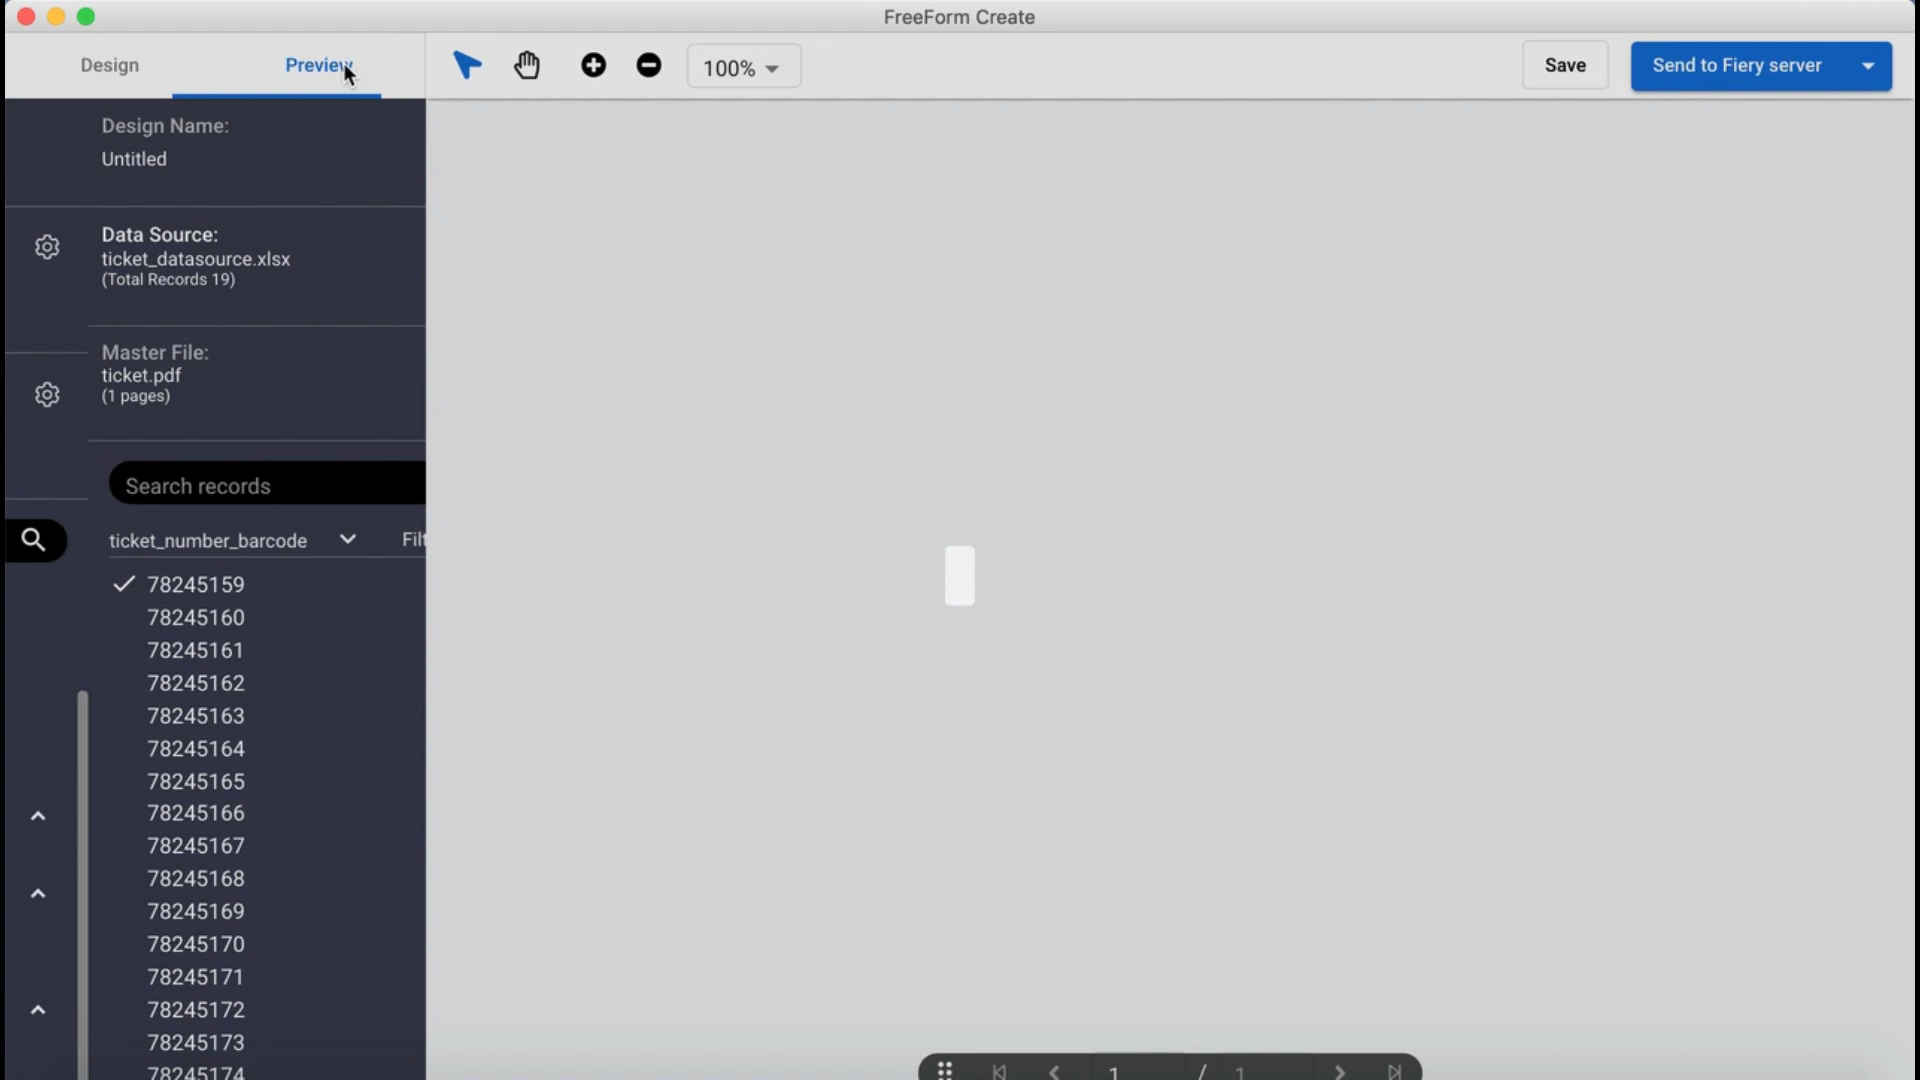 FreeForm Create
Design
Preview
100%
Save
Send to Fiery server
Design Name:
Untitled
Data Source:
ticket_datasource.xlsx
(Total Records 19)
Master File:
ticket.pdf
(1 pages)
Search records
ticket_number_barcode
Filt
78245159
78245160
78245161
78245162
78245163
78245164
78245165
78245166
78245167
78245168
78245169
78245170
78245171
78245172
78245173
78245174
1 / 1